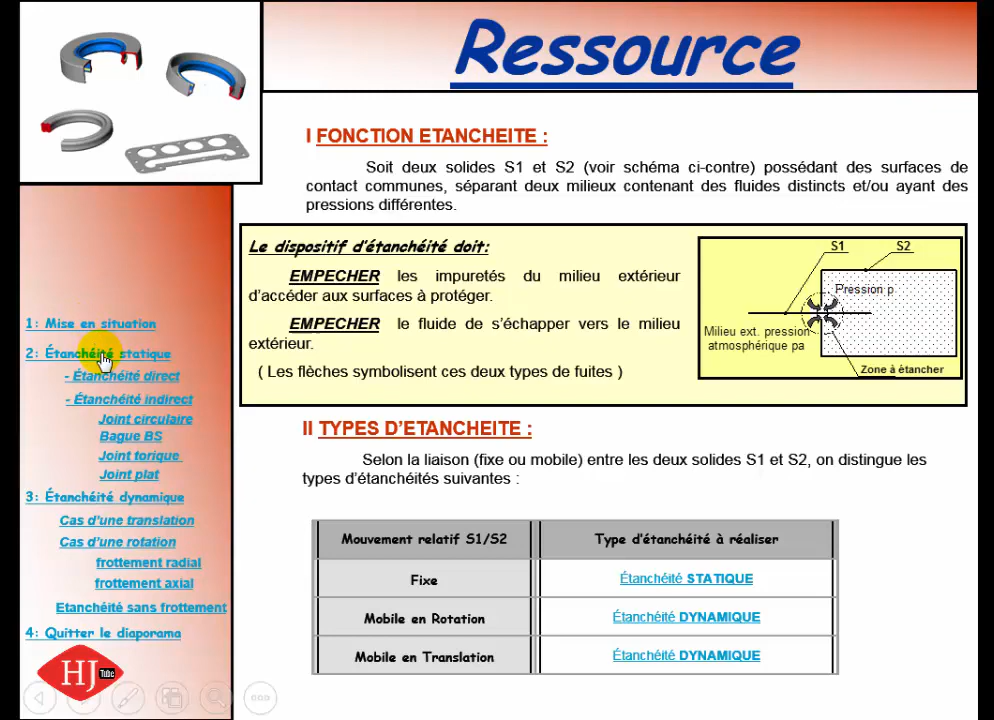 Ressource
I FONCTION ETANCHEITE :
Soit deux solides S1 et S2 (voir schéma ci-contre) possédant des surfaces de
contact communes, séparant deux milieux contenant des fluides distincts et/ou ayant des
pressions différentes.
Le dispositif d'étanchéité doit:
EMPECHER les impuretés du milieu extérieur
d'accéder aux surfaces à protéger.
EMPECHER le fluide de s'échapper vers le milieu
extérieur.
( Les flèches symbolisent ces deux types de fuites )
S1 S2
Pression p
Milieu ext. pression
atmosphérique pa
Zone à étancher
II TYPES D'ETANCHEITE :
Selon la liaison (fixe ou mobile) entre les deux solides S1 et S2, on distingue les
types d'étanchéités suivantes :
Mouvement relatif S1/S2 Type d'étanchéité à réaliser
Fixe Étanchéité STATIQUE
Mobile en Rotation Étanchéité DYNAMIQUE
Mobile en Translation Étanchéité DYNAMIQUE
1: Mise en situation
2: Étanchéité statique
- Étanchéité direct
- Étanchéité indirect
Joint circulaire
Bague BS
Joint torique
Joint plat
3: Étanchéité dynamique
Cas d'une translation
Cas d'une rotation
frottement radial
frottement axial
Etanchéité sans frottement
4: Quitter le diaporama
HJ Tube